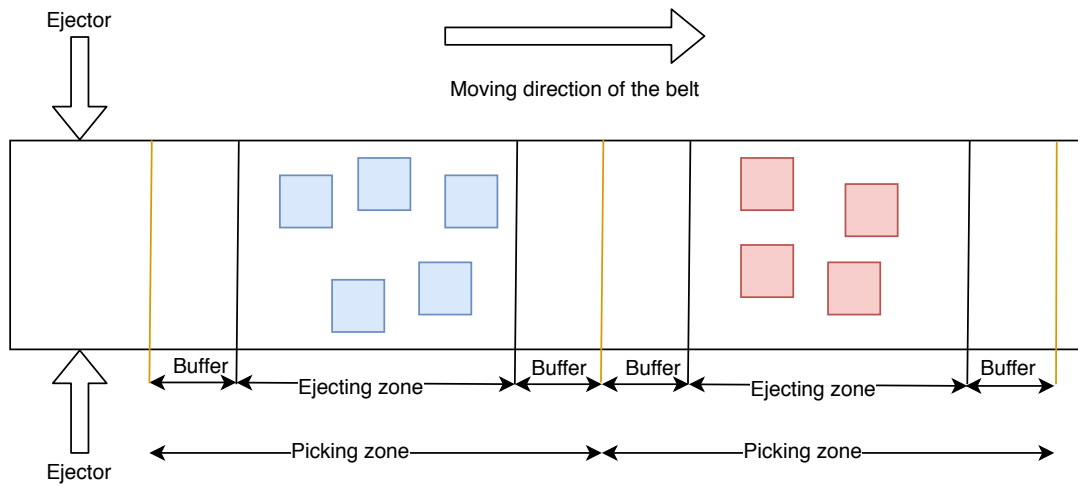 Ejector
Moving direction of the belt
Buffer
Ejecting zone
Buffer
Buffer
Ejecting zone
Buffer
Picking zone
Picking zone
Ejector